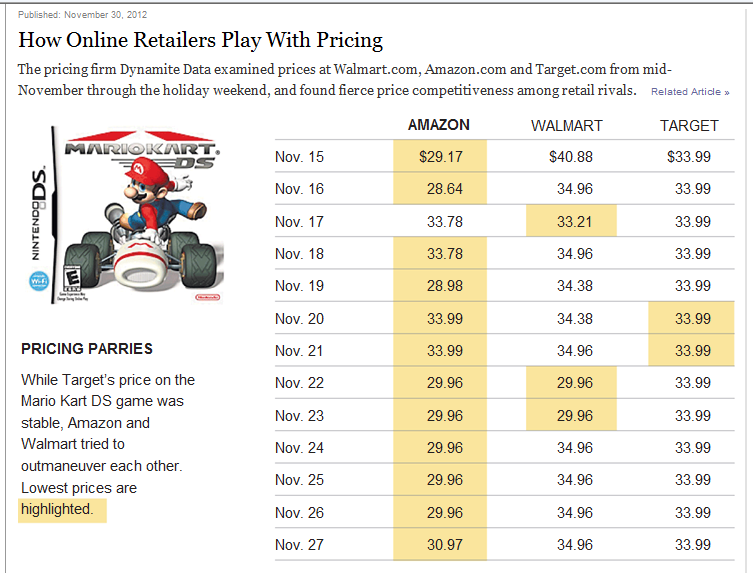 Published: November 30, 2012
How Online Retailers Play With Pricing
The pricing firm Dynamite Data examined prices at Walmart.com, Amazon.com and Target.com from mid-
November through the holiday weekend, and found fierce price competitiveness among retail rivals. Related Article »
AMAZON WALMART TARGET
Nov. 15 $29.17 $40.88 $33.99
Nov. 16 28.64 34.96 33.99
Nov. 17 33.78 33.21 33.99
Nov. 18 33.78 34.96 33.99
Nov. 19 28.98 34.38 33.99
Nov. 20 33.99 34.38 33.99
Nov. 21 33.99 34.96 33.99
Nov. 22 29.96 29.96 33.99
Nov. 23 29.96 29.96 33.99
Nov. 24 29.96 34.96 33.99
Nov. 25 29.96 34.96 33.99
Nov. 26 29.96 34.96 33.99
Nov. 27 30.97 34.96 33.99
MARIOKART
DS
NINTENDO DS
Wi-Fi
E
Nintendo
PRICING PARRIES
While Target's price on the
Mario Kart DS game was
stable, Amazon and
Walmart tried to
outmaneuver each other.
Lowest prices are
highlighted.